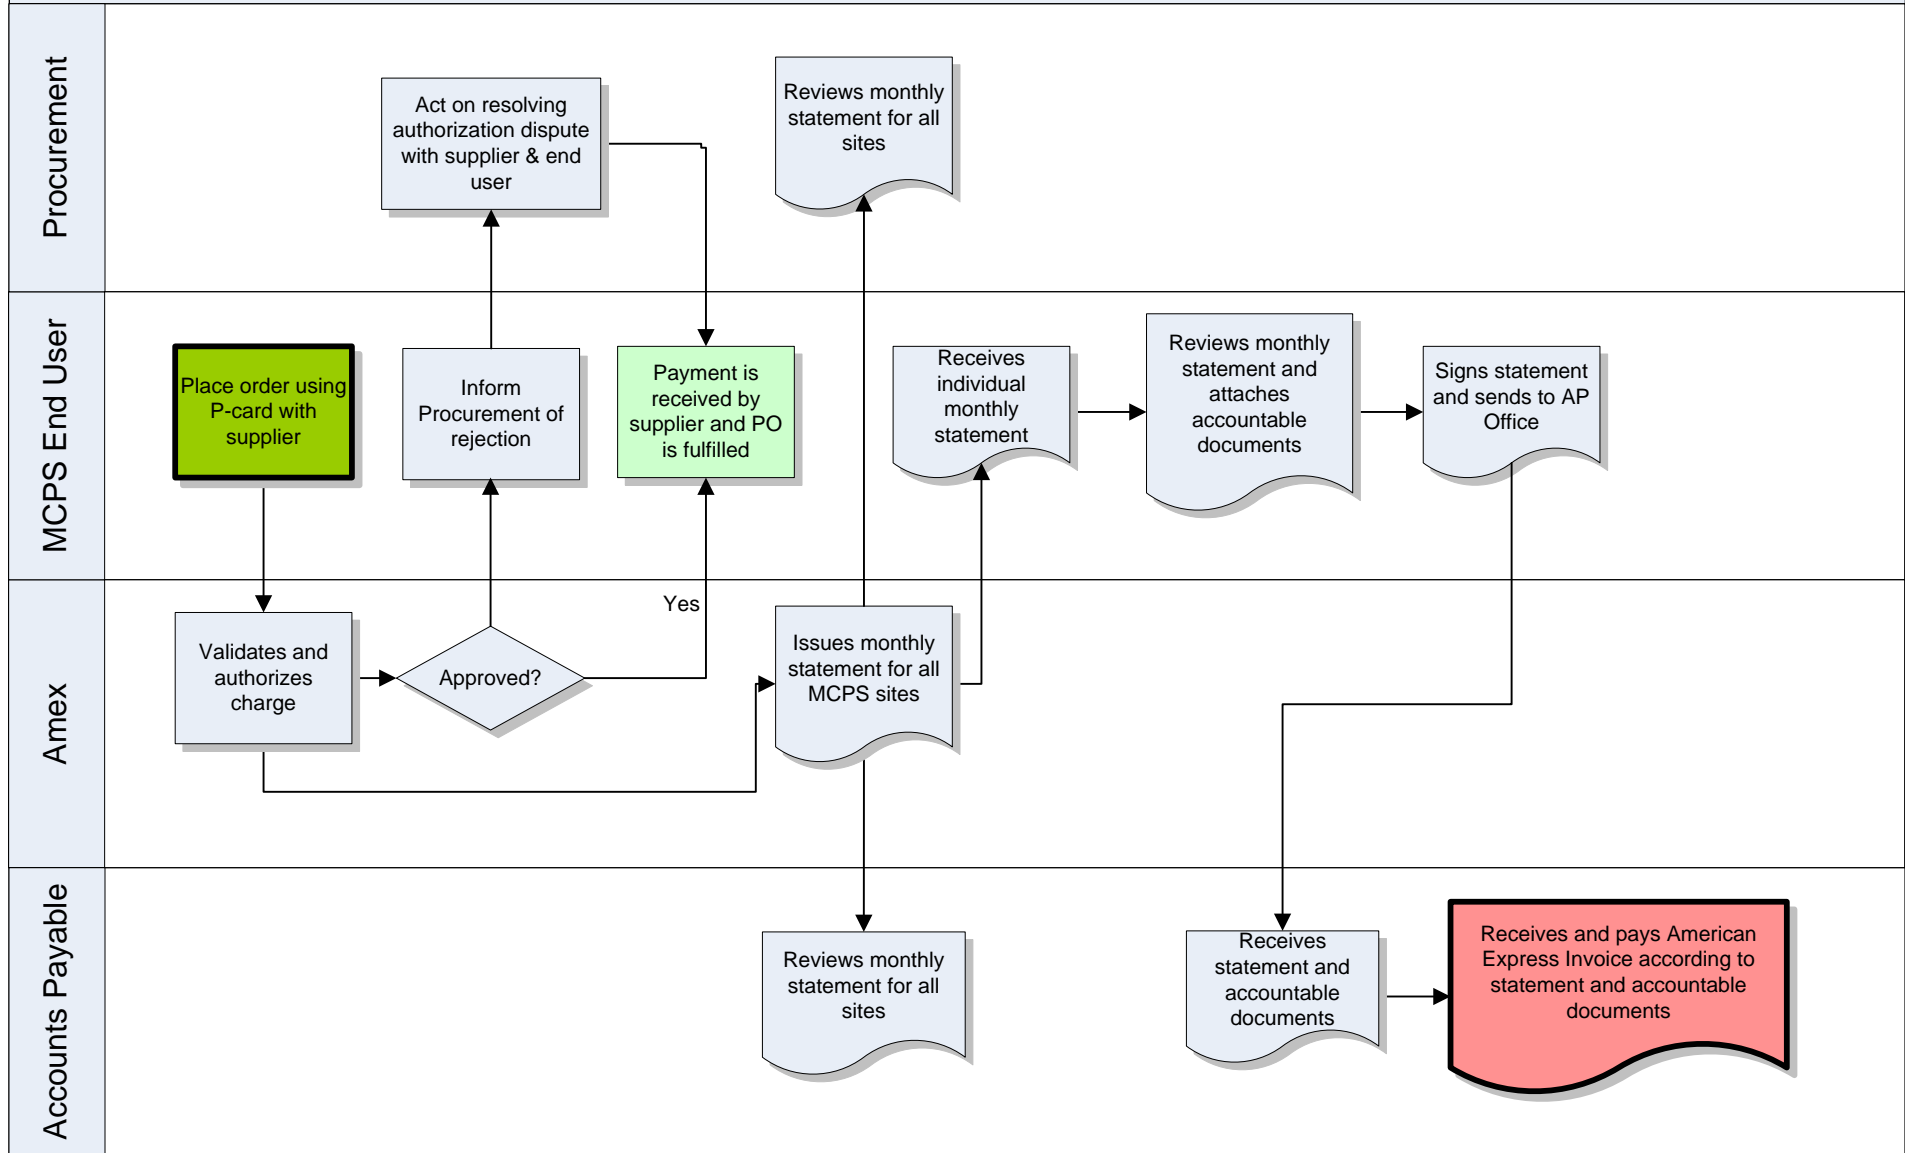 Procurement
Act on resolving
authorization dispute
with supplier & end
user
Reviews monthly
statement for all
sites
MCPS End User
Place order using
P-card with
supplier
Inform
Procurement of
rejection
Payment is
received by
supplier and PO
is fulfilled
Receives
individual
monthly
statement
Reviews monthly
statement and
attaches
accountable
documents
Signs statement
and sends to AP
Office
Amex
Validates and
authorizes
charge
Approved?
Yes
Issues monthly
statement for all
MCPS sites
Accounts Payable
Reviews monthly
statement for all
sites
Receives
statement and
accountable
documents
Receives and pays American
Express Invoice according to
statement and accountable
documents